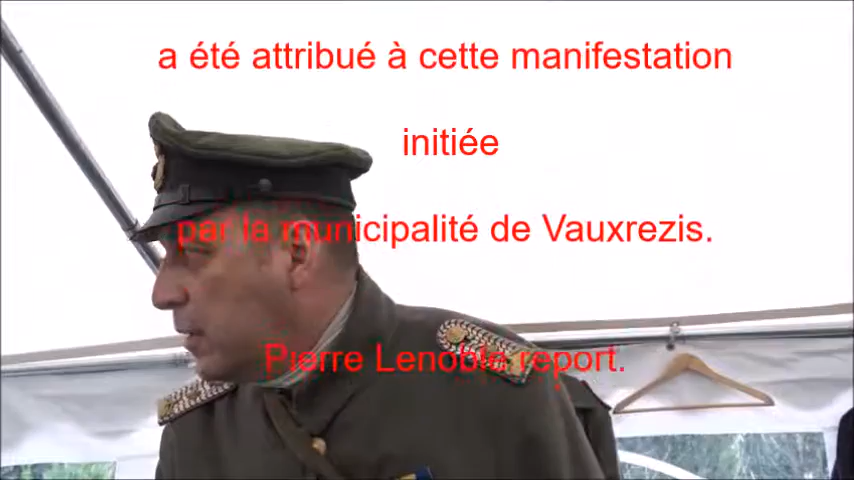 a été attribué à cette manifestation
initiée
par la municipalité de Vauxrezis.
Pierre Lenoble report.